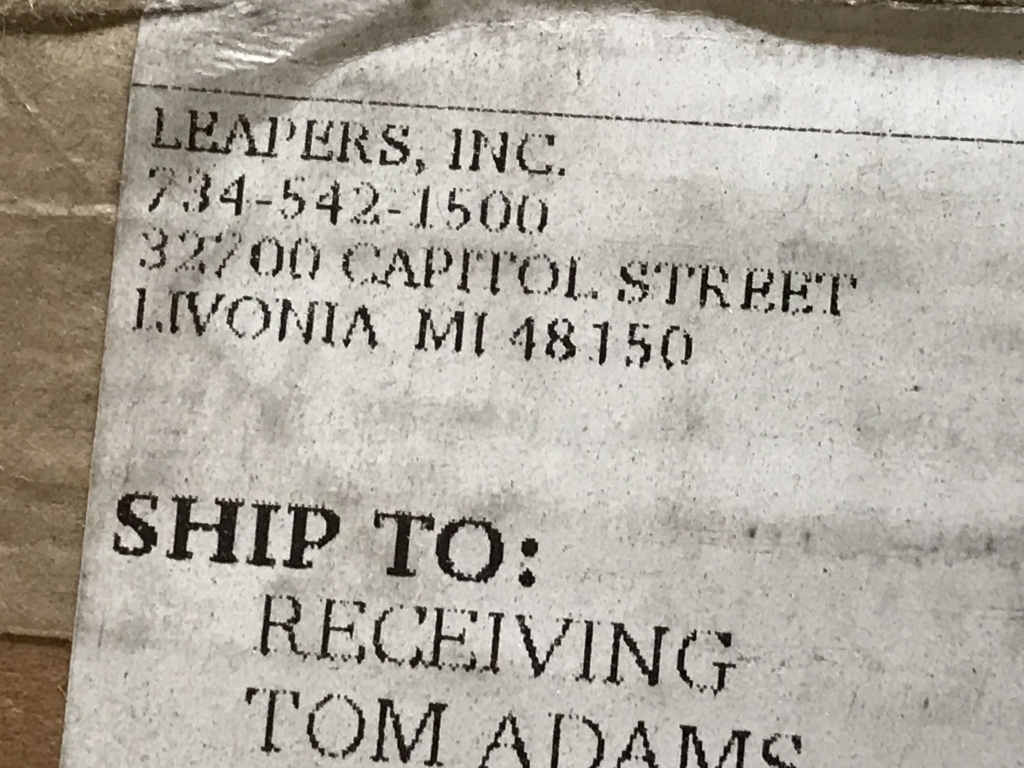 LEAPERS, INC.
734-542-1500
32700 CAPITOL STREET
LIVONIA MI 48150
SHIP TO:
RECEIVING
TOM ADAMS